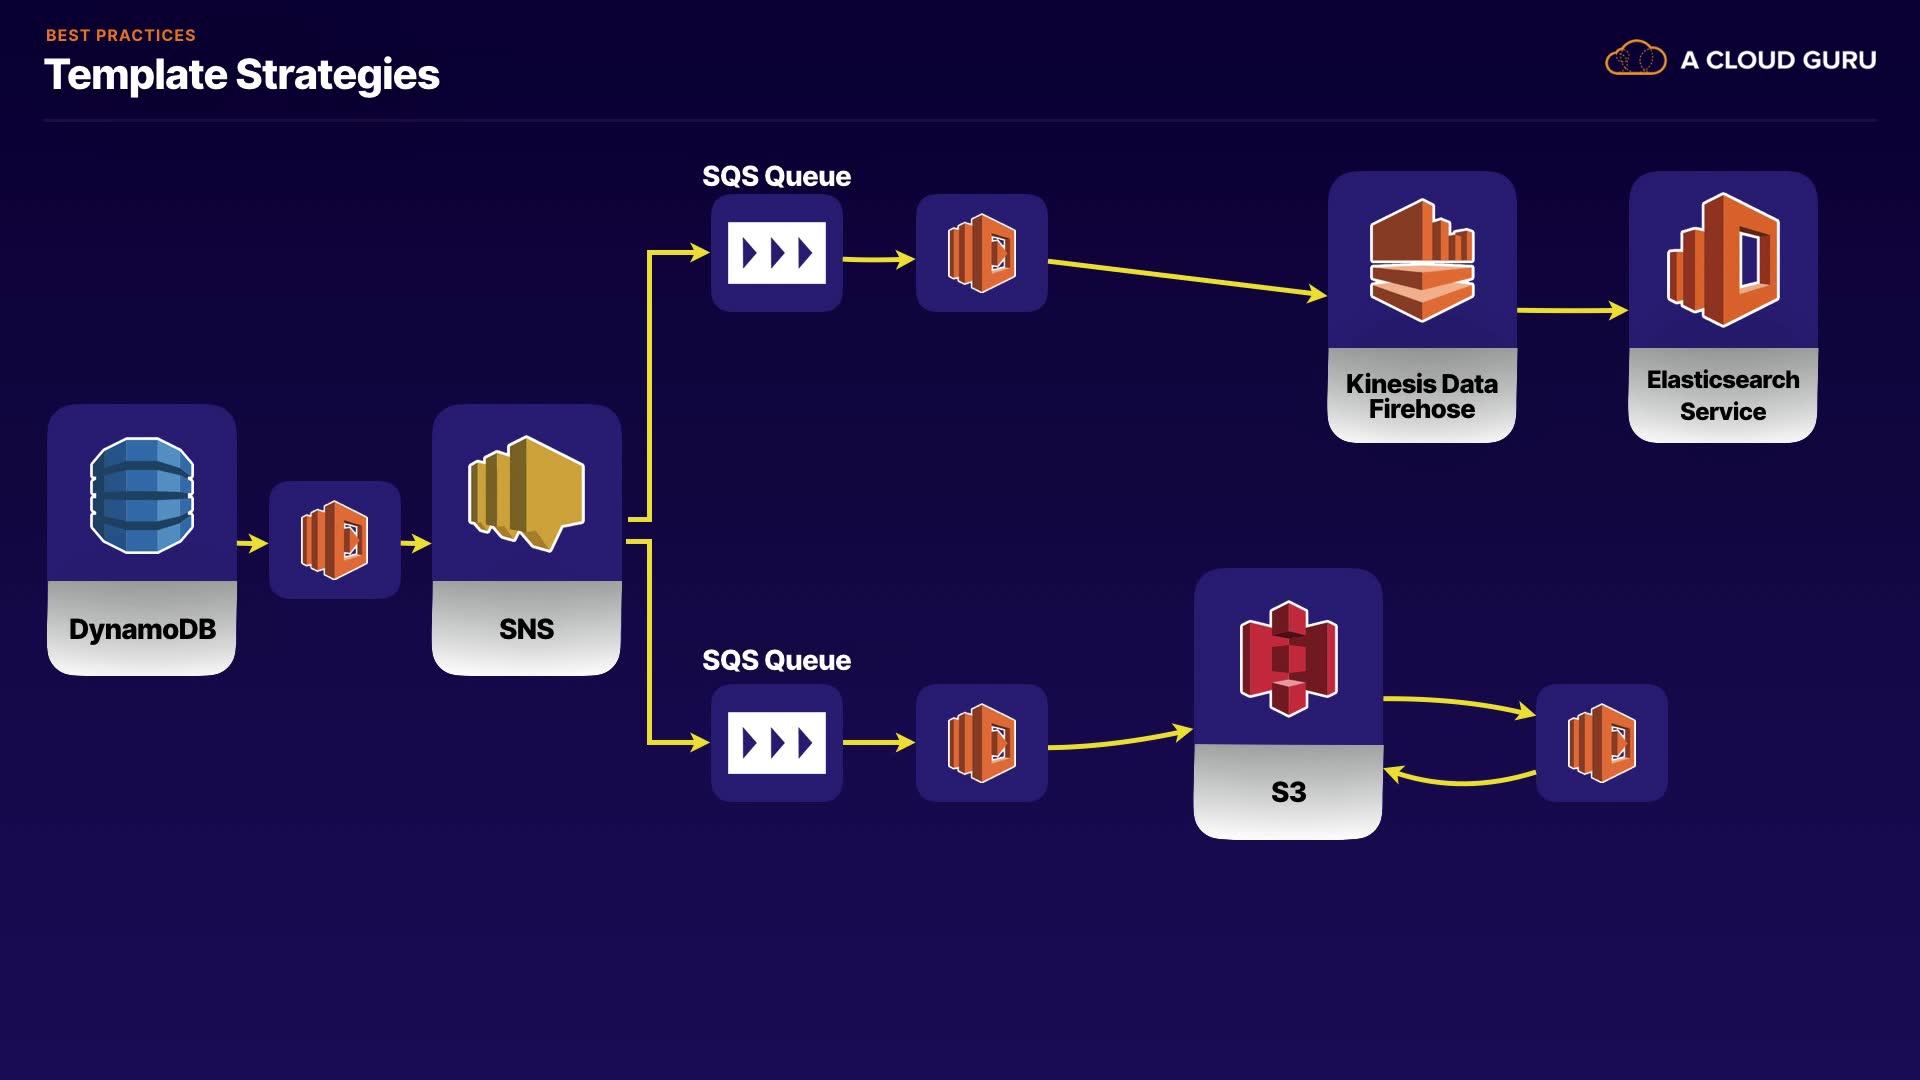 BEST PRACTICES
Template Strategies
A CLOUD GURU
SQS Queue
Kinesis Data
Firehose
Elasticsearch
Service
DynamoDB
SNS
SQS Queue
S3